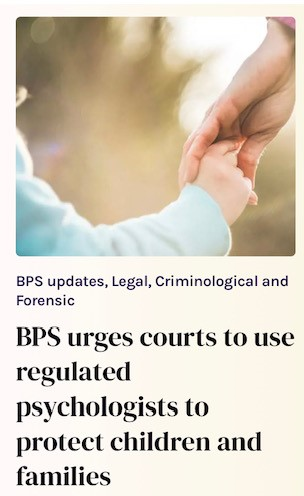 BPS updates, Legal, Criminological and
Forensic
BPS urges courts to use
regulated
psychologists to
protect children and
families